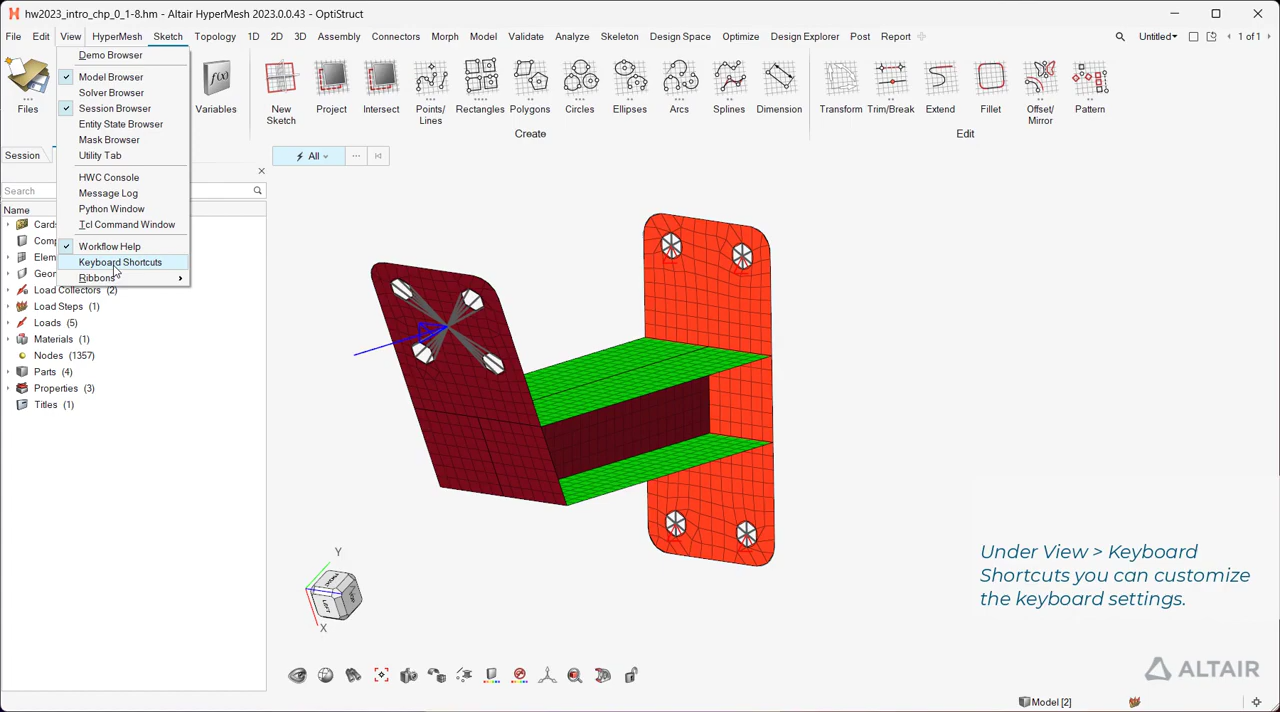 hw2023_intro_chp_0_1-8.hm - Altair HyperMesh 2023.0.0.43 - OptiStruct
File Edit View HyperMesh Sketch Topology 1D 2D 3D Assembly Connectors Morph Model Validate Analyze Skeleton Design Space Optimize Design Explorer Post Report Untitled 1 of 1
Demo Browser
Model Browser
Solver Browser
Session Browser
Entity State Browser
Mask Browser
Utility Tab
HWC Console
Message Log
Python Window
Tcl Command Window
Workflow Help
Keyboard Shortcuts
Ribbons
f(x)
Files Variables New Sketch Project Intersect Points/Lines Rectangles Polygons Circles Ellipses Arcs Splines Dimension Transform Trim/Break Extend Fillet Offset/Mirror Pattern
Create Edit
Session
All
Search
Name
Cards
Comp
Elem
Geon
Load Collectors (2)
Load Steps (1)
Loads (5)
Materials (1)
Nodes (1357)
Parts (4)
Properties (3)
Titles (1)
Y
LEFT
X
Under View > Keyboard
Shortcuts you can customize
the keyboard settings.
ALTAIR
Model [2]